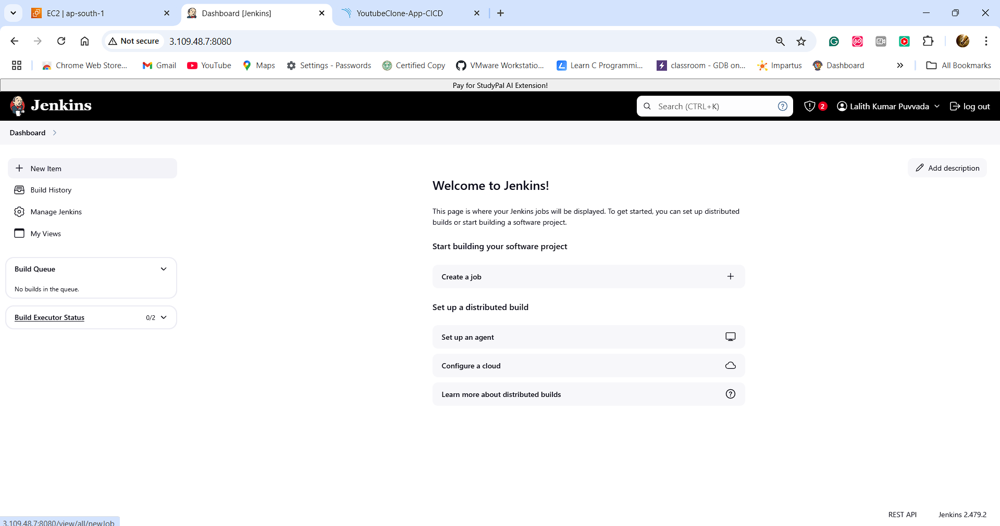 EC2 | ap-south-1
Dashboard [Jenkins]
YoutubeClone-App-CICD
Not secure
3.109.48.7:8080
Chrome Web Store...
Gmail
YouTube
Maps
Settings - Passwords
Certified Copy
VMware Workstatio...
Learn C Programmi...
classroom - GDB on...
Impartus
Dashboard
All Bookmarks
Pay for StudyPal AI Extension!
Jenkins
Search (CTRL+K)
2
Lalith Kumar Puvvada
log out
Dashboard
New Item
Build History
Manage Jenkins
My Views
Build Queue
No builds in the queue.
Build Executor Status
0/2
Add description
Welcome to Jenkins!
This page is where your Jenkins jobs will be displayed. To get started, you can set up distributed
builds or start building a software project.
Start building your software project
Create a job
Set up a distributed build
Set up an agent
Configure a cloud
Learn more about distributed builds
REST API
Jenkins 2.479.2
3.109.48.7:8080/view/all/newJob